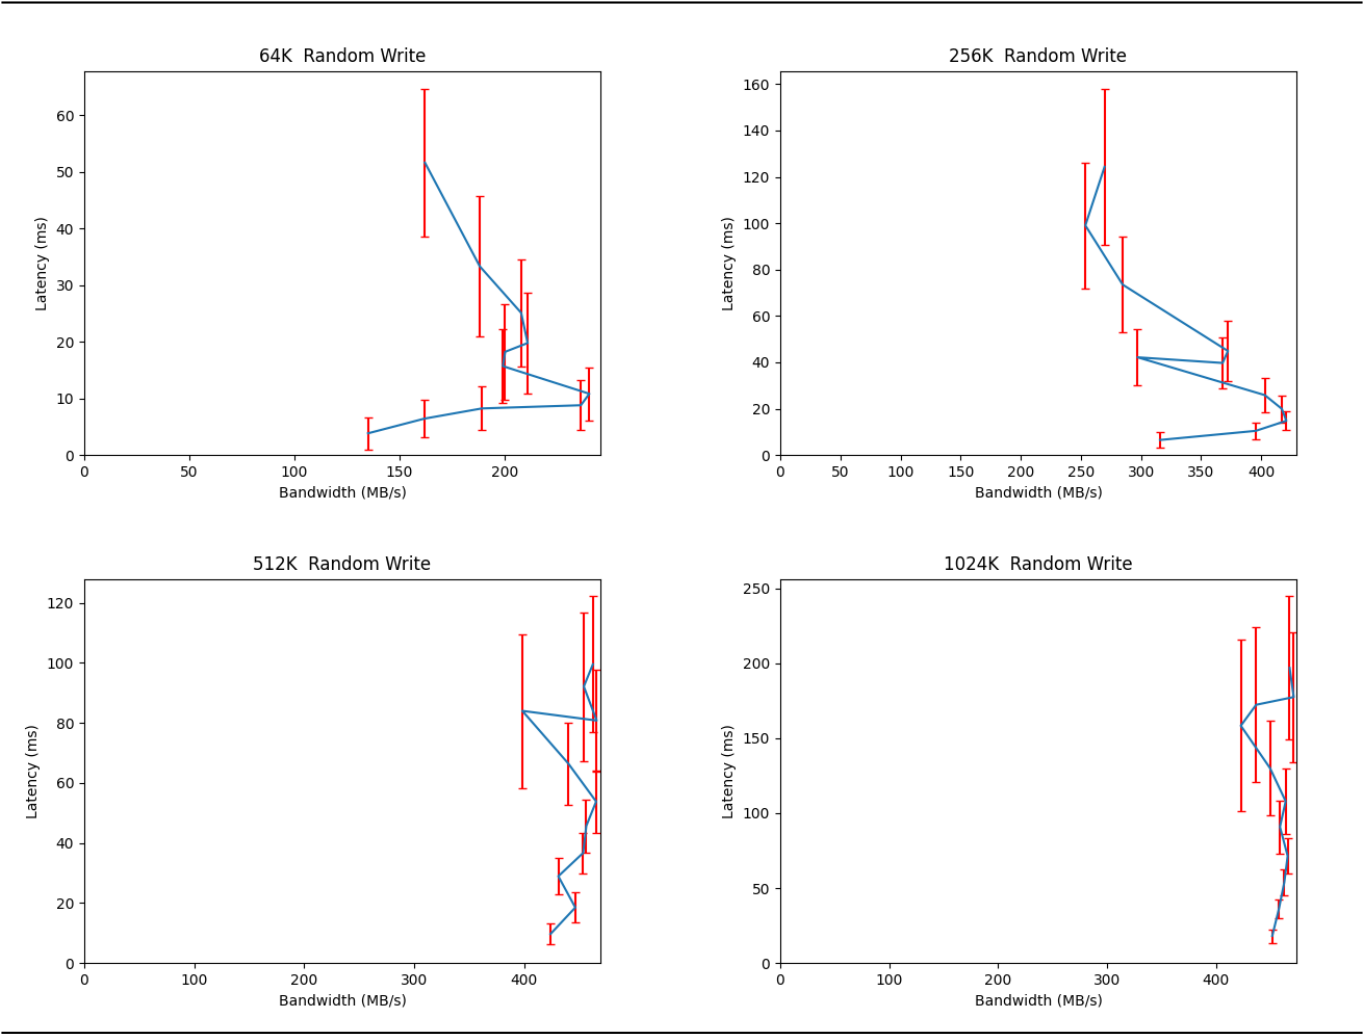 64K  Random Write
60
50
40
30
20
10
0
Latency (ms)
0 50 100 150 200
Bandwidth (MB/s)
256K  Random Write
160
140
120
100
80
60
40
20
0
Latency (ms)
0 50 100 150 200 250 300 350 400
Bandwidth (MB/s)
512K  Random Write
120
100
80
60
40
20
0
Latency (ms)
0 100 200 300 400
Bandwidth (MB/s)
1024K  Random Write
250
200
150
100
50
0
Latency (ms)
0 100 200 300 400
Bandwidth (MB/s)